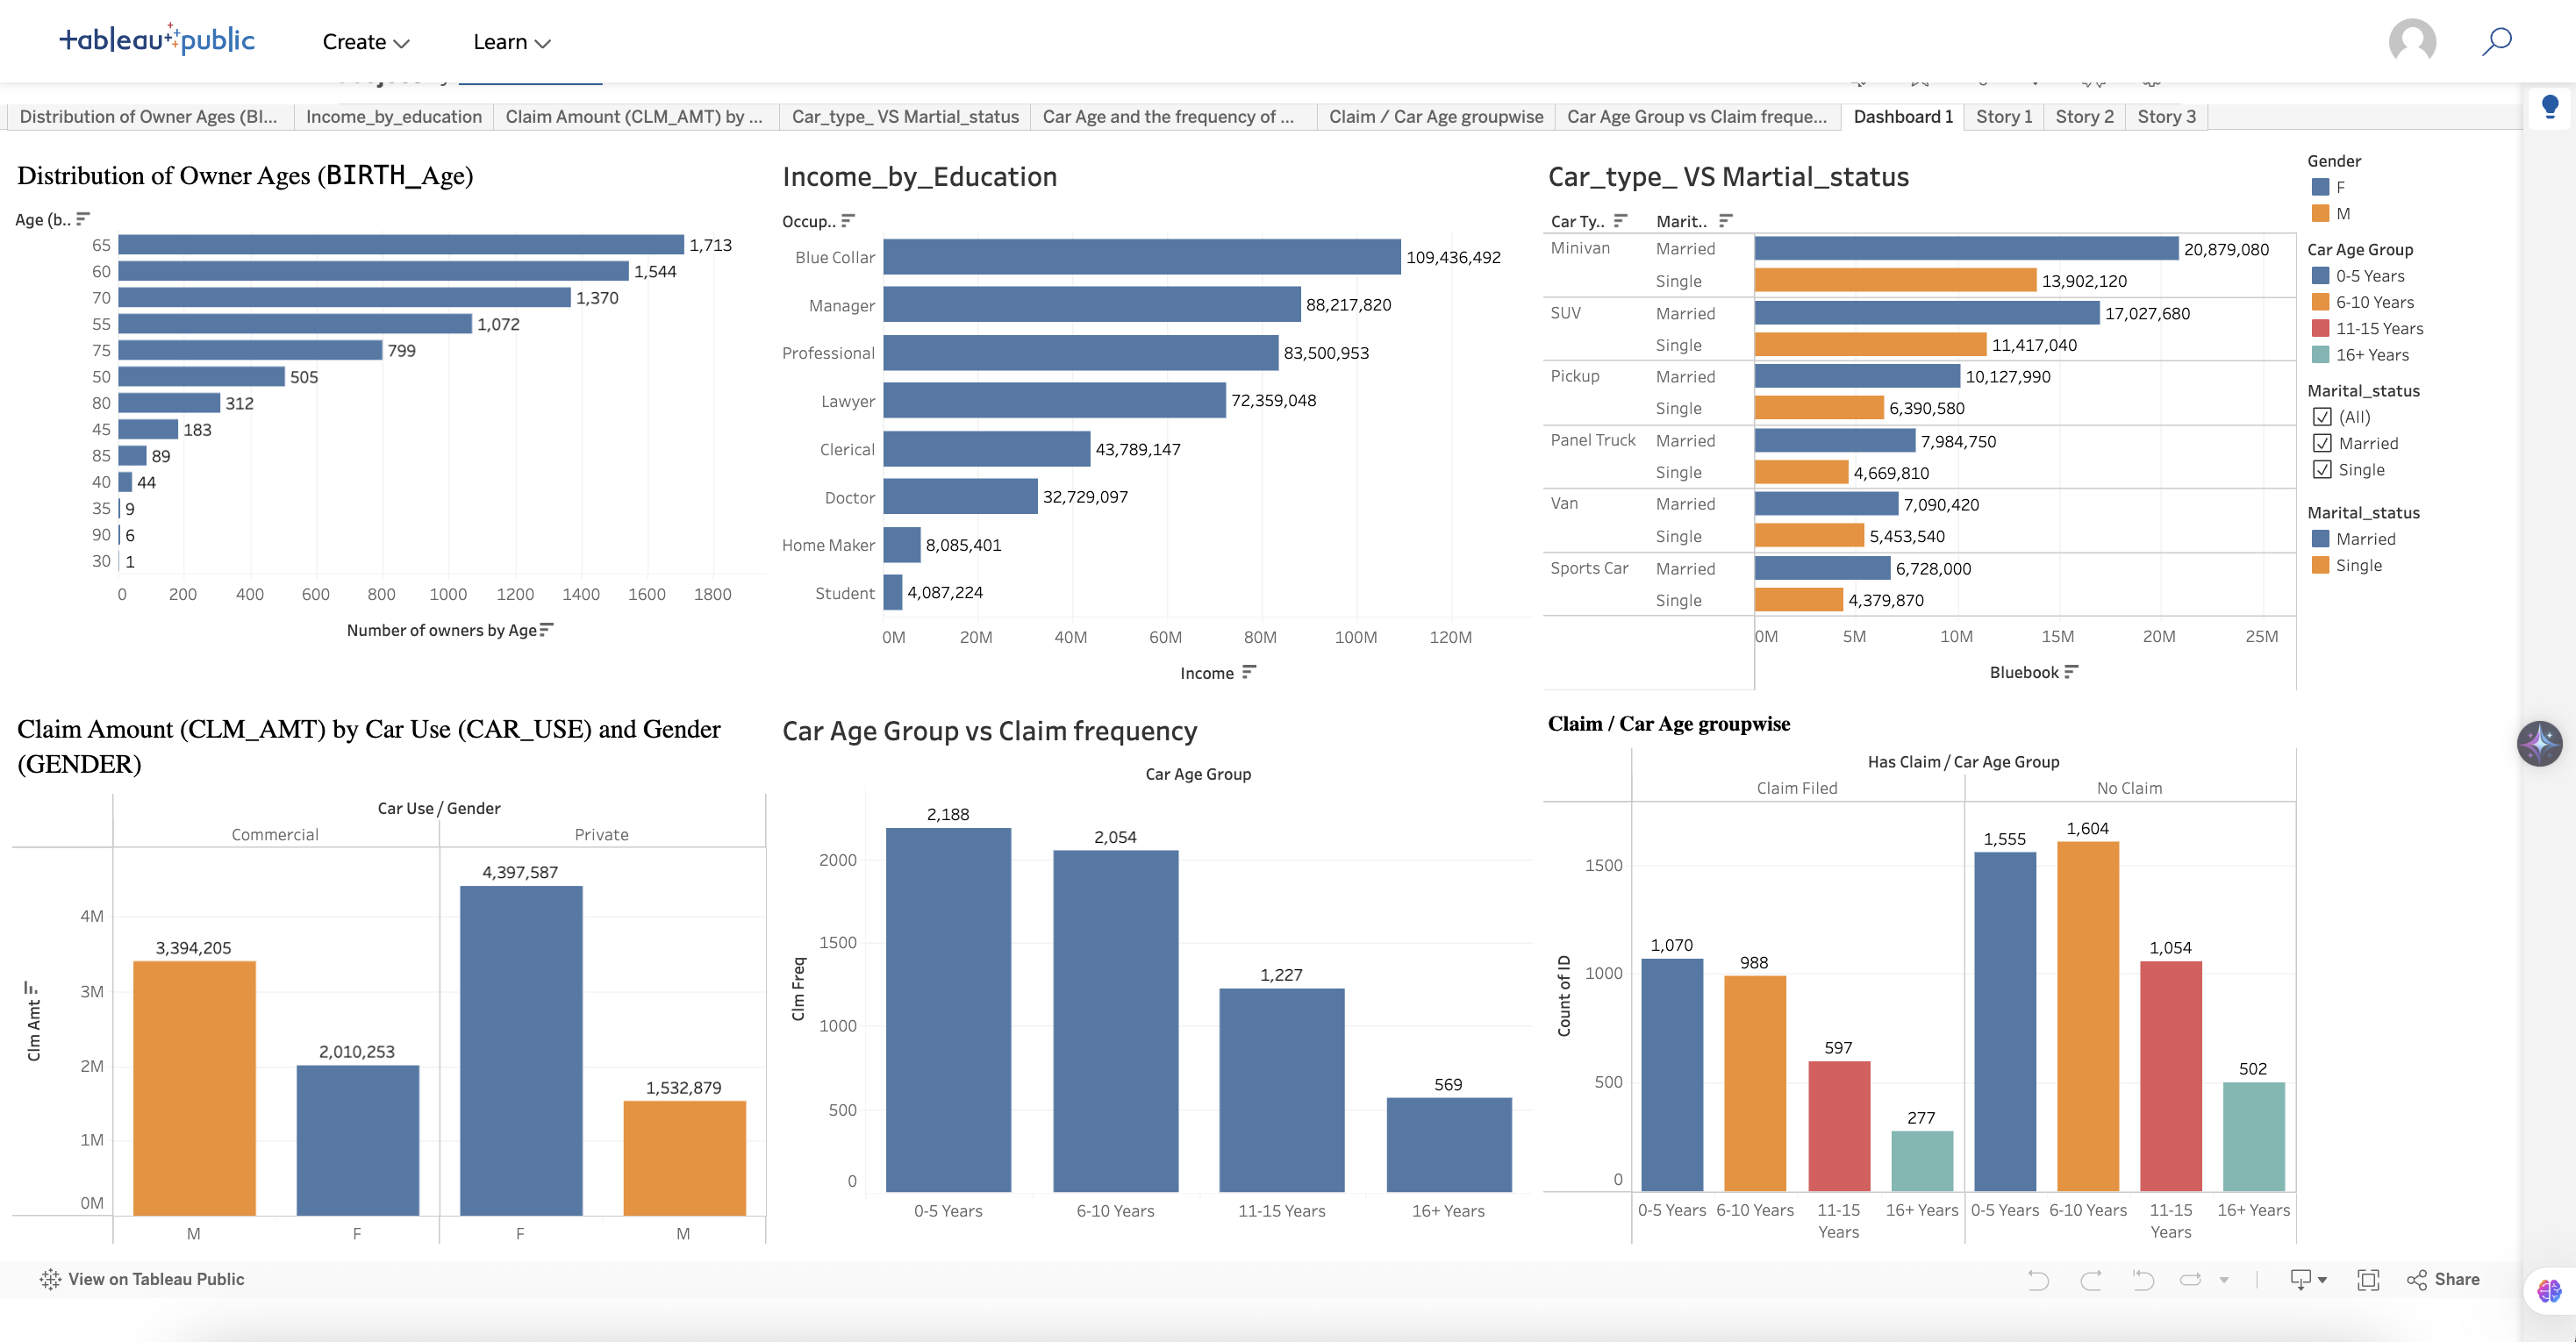 tableau public
Create
Learn
Distribution of Owner Ages (BI...
Income_by_education
Claim Amount (CLM_AMT) by ...
Car_type_ VS Martial_status
Car Age and the frequency of ...
Claim / Car Age groupwise
Car Age Group vs Claim freque...
Dashboard 1
Story 1
Story 2
Story 3
Distribution of Owner Ages (BIRTH_Age)
Age (b..
65 1,713
60 1,544
70 1,370
55 1,072
75 799
50 505
80 312
45 183
85 89
40 44
35 9
90 6
30 1
0 200 400 600 800 1000 1200 1400 1600 1800
Number of owners by Age
Income_by_Education
Occup..
Blue Collar 109,436,492
Manager 88,217,820
Professional 83,500,953
Lawyer 72,359,048
Clerical 43,789,147
Doctor 32,729,097
Home Maker 8,085,401
Student 4,087,224
0M 20M 40M 60M 80M 100M 120M
Income
Car_type_ VS Martial_status
Car Ty.. Marit..
Minivan Married 20,879,080
Single 13,902,120
SUV Married 17,027,680
Single 11,417,040
Pickup Married 10,127,990
Single 6,390,580
Panel Truck Married 7,984,750
Single 4,669,810
Van Married 7,090,420
Single 5,453,540
Sports Car Married 6,728,000
Single 4,379,870
0M 5M 10M 15M 20M 25M
Bluebook
Gender
F
M
Car Age Group
0-5 Years
6-10 Years
11-15 Years
16+ Years
Marital_status
(All)
Married
Single
Marital_status
Married
Single
Claim Amount (CLM_AMT) by Car Use (CAR_USE) and Gender
(GENDER)
Car Use / Gender
Commercial Private
Clm Amt
4M
3M
2M
1M
0M
3,394,205
2,010,253
4,397,587
1,532,879
M F F M
Car Age Group vs Claim frequency
Car Age Group
Clm Freq
2000
1500
1000
500
0
2,188
2,054
1,227
569
0-5 Years 6-10 Years 11-15 Years 16+ Years
Claim / Car Age groupwise
Has Claim / Car Age Group
Claim Filed No Claim
Count of ID
1500
1000
500
0
1,070
988
597
277
1,555
1,604
1,054
502
0-5 Years 6-10 Years 11-15 16+ Years 0-5 Years 6-10 Years 11-15 16+ Years
Years Years
View on Tableau Public
Share